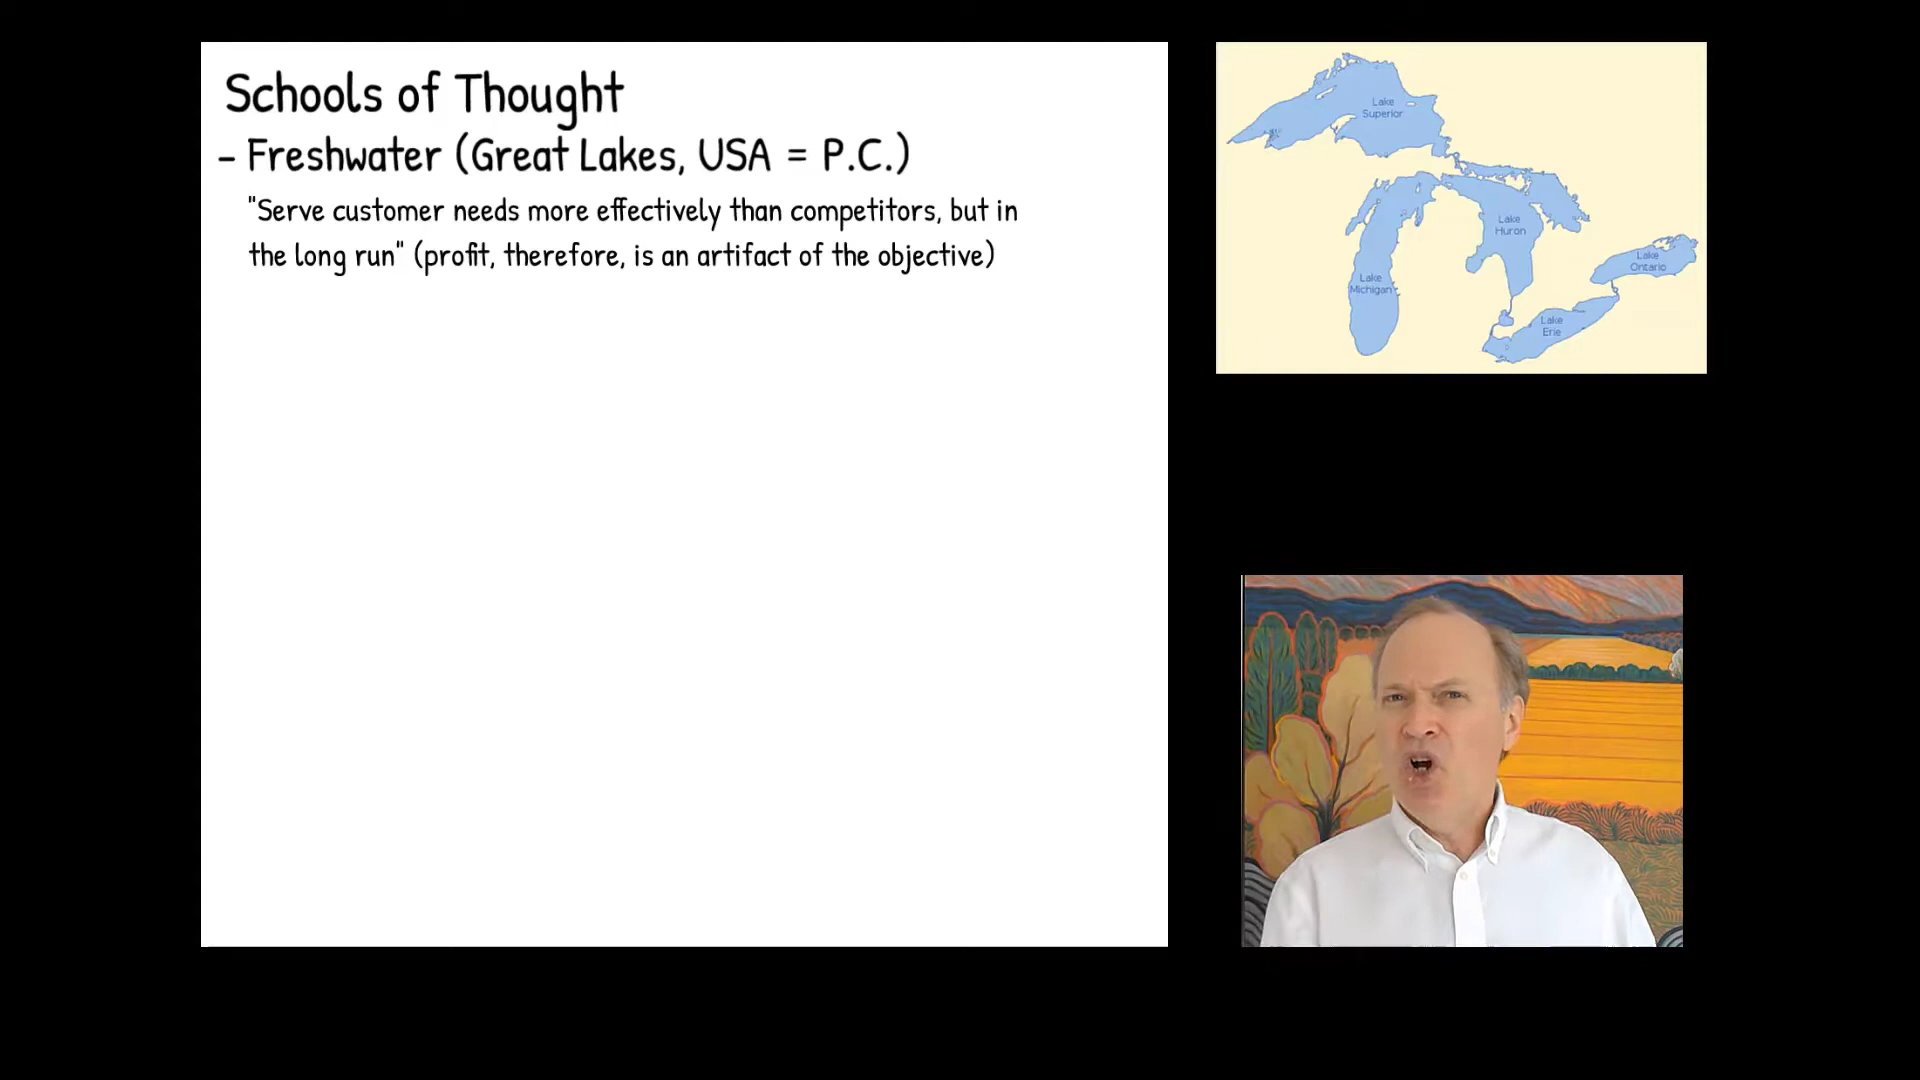 Schools of Thought
- Freshwater (Great Lakes, USA = P.C.)
"Serve customer needs more effectively than competitors, but in
the long run" (profit, therefore, is an artifact of the objective)
Lake
Superior
Lake
Huron
Lake
Ontario
Lake
Michigan
Lake
Erie